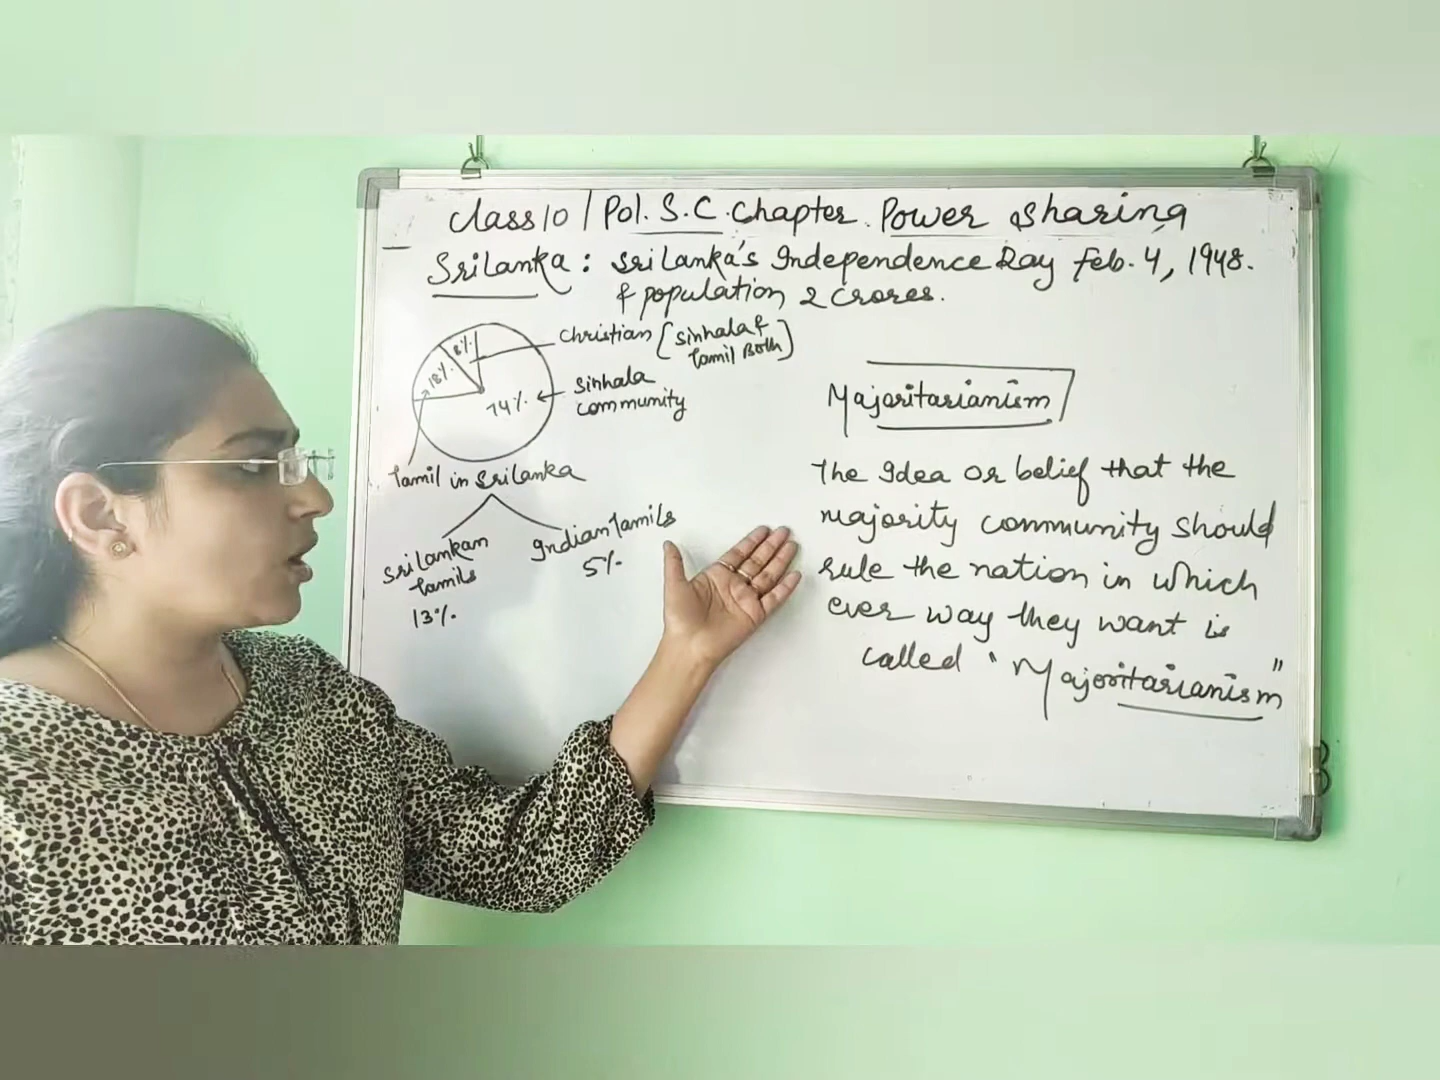 Class 10 / Pol. S.C. Chapter. Power Sharing
SriLanka: SriLanka's Independence Day Feb. 4, 1948.
& population 2 Crores.
8%
18%
74%
Christian [Sinhala &
Tamil Both]
Sinhala
community
Tamil in SriLanka
SriLankan
Tamils
13%
Indian Tamils
5%
Majoritarianism
The Idea or belief that the
majority community should
rule the nation in which
ever way they want is
called "Majoritarianism"